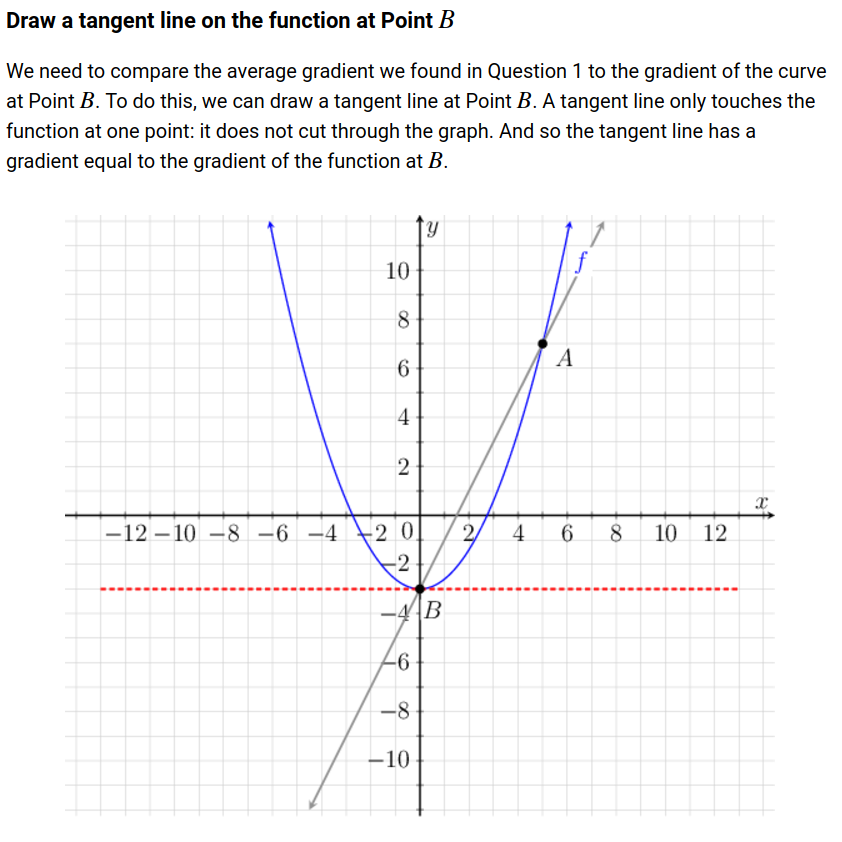 Draw a tangent line on the function at Point B
We need to compare the average gradient we found in Question 1 to the gradient of the curve
at Point B. To do this, we can draw a tangent line at Point B. A tangent line only touches the
function at one point: it does not cut through the graph. And so the tangent line has a
gradient equal to the gradient of the function at B.
y
f
10
8
A
6
4
2
x
−12 −10 −8 −6 −4 −2 0 2 4 6 8 10 12
−2
−4 B
−6
−8
−10